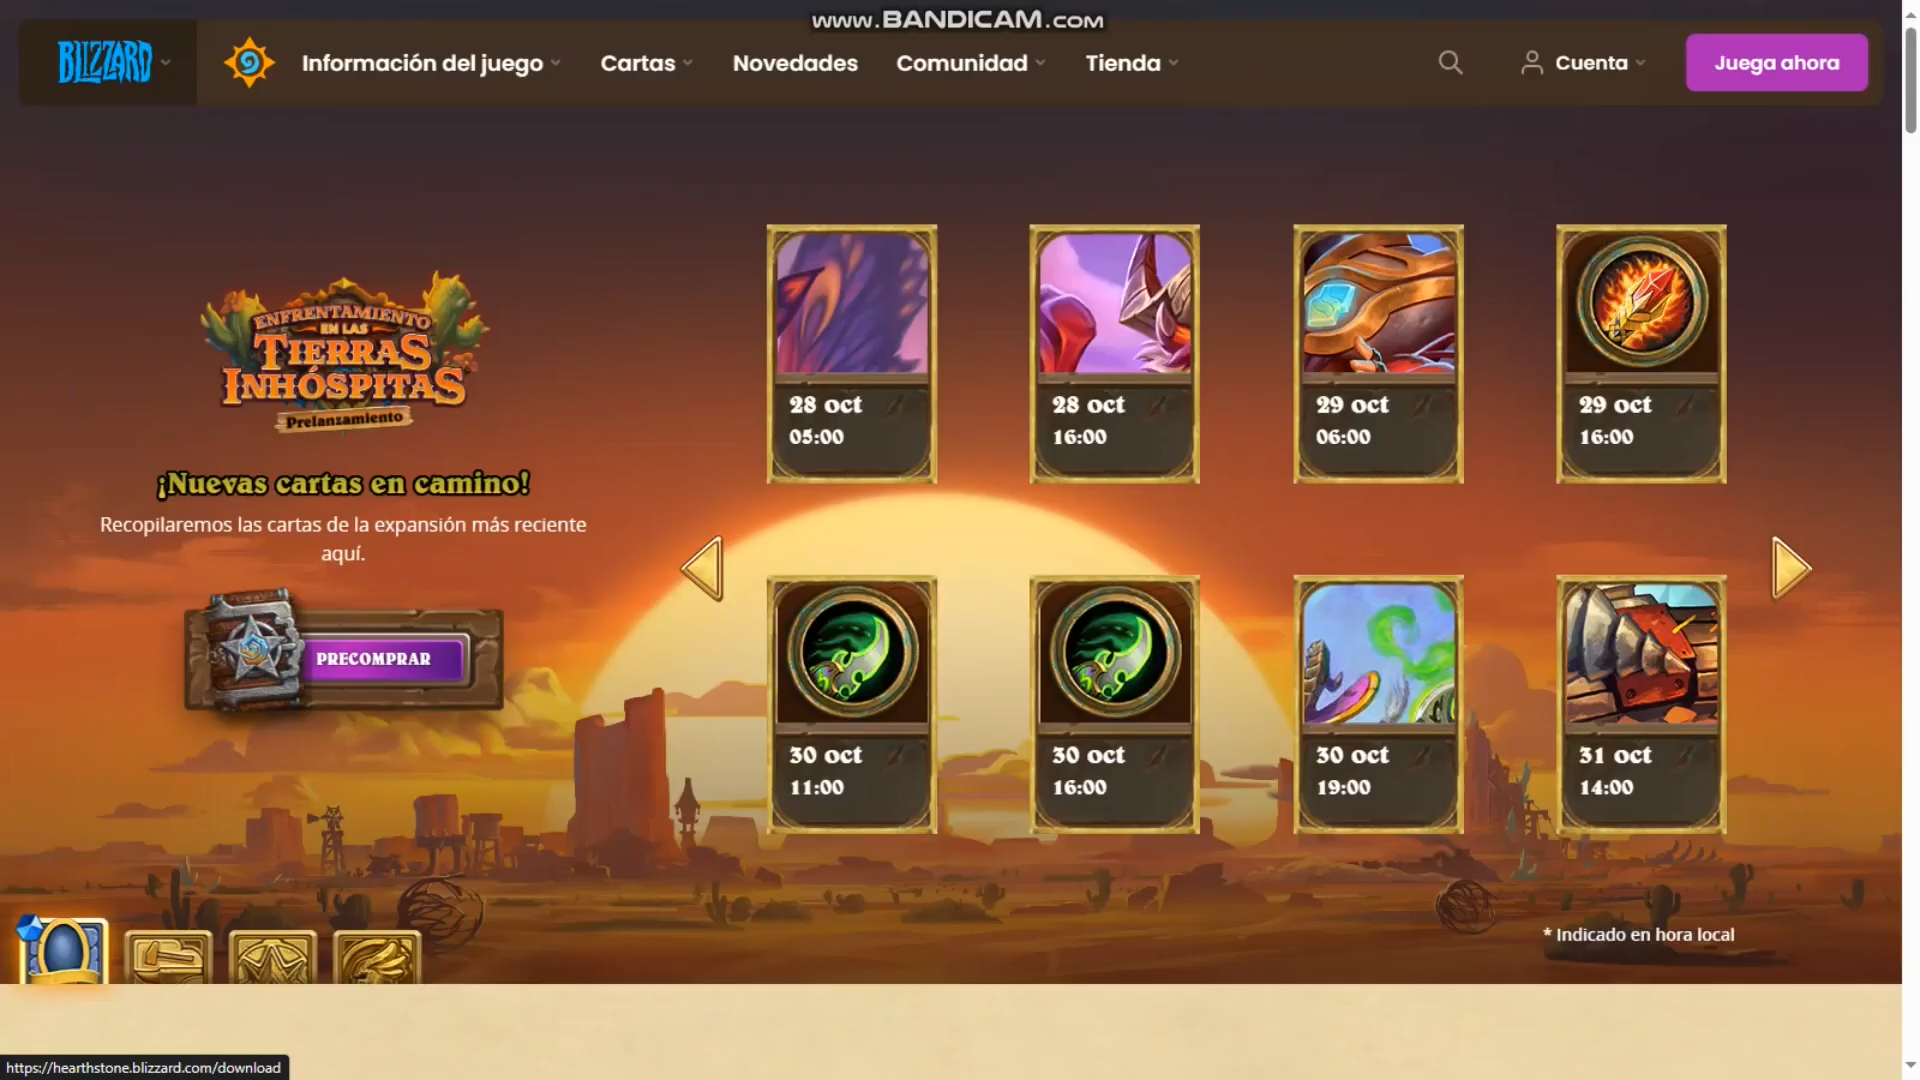 www.BANDICAM.com
BLIZZARD
Información del juego
Cartas
Novedades
Comunidad
Tienda
Cuenta
Juega ahora
ENFRENTAMIENTO
EN LAS
TIERRAS
INHÓSPITAS
Prelanzamiento
¡Nuevas cartas en camino!
Recopilaremos las cartas de la expansión más reciente
aquí.
PRECOMPRAR
28 oct
05:00
28 oct
16:00
29 oct
06:00
29 oct
16:00
30 oct
11:00
30 oct
16:00
30 oct
19:00
31 oct
14:00
* Indicado en hora local
https://hearthstone.blizzard.com/download